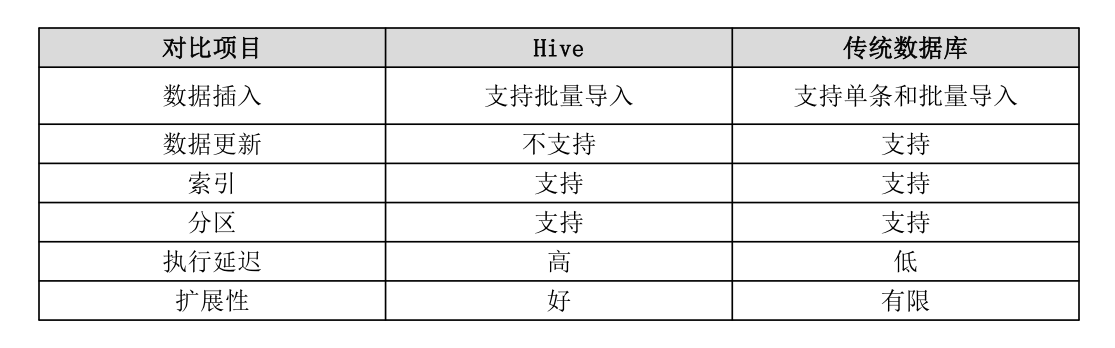 对比项目 Hive 传统数据库
数据插入 支持批量导入 支持单条和批量导入
数据更新 不支持 支持
索引 支持 支持
分区 支持 支持
执行延迟 高 低
扩展性 好 有限